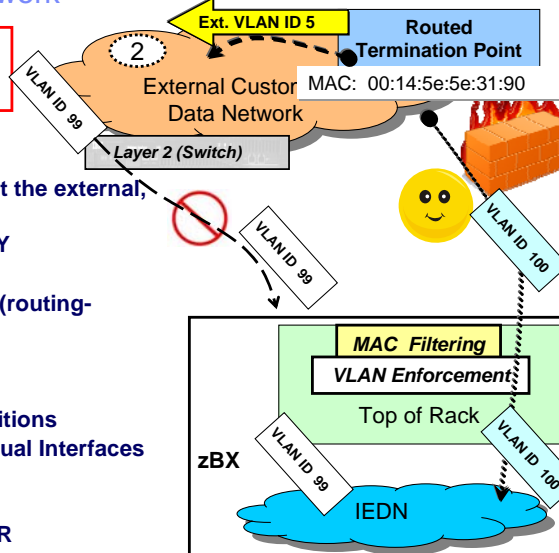 Ext. VLAN ID 5
Routed
Termination Point
2
MAC: 00:14:5e:5e:31:90
VLAN ID 99
External Custom
Data Network
Layer 2 (Switch)
t the external,
Y
VLAN ID 99
VLAN ID 100
(routing-
MAC Filtering
VLAN Enforcement
Top of Rack
itions
ual Interfaces
zBX
VLAN ID 99
VLAN ID 100
IEDN
R